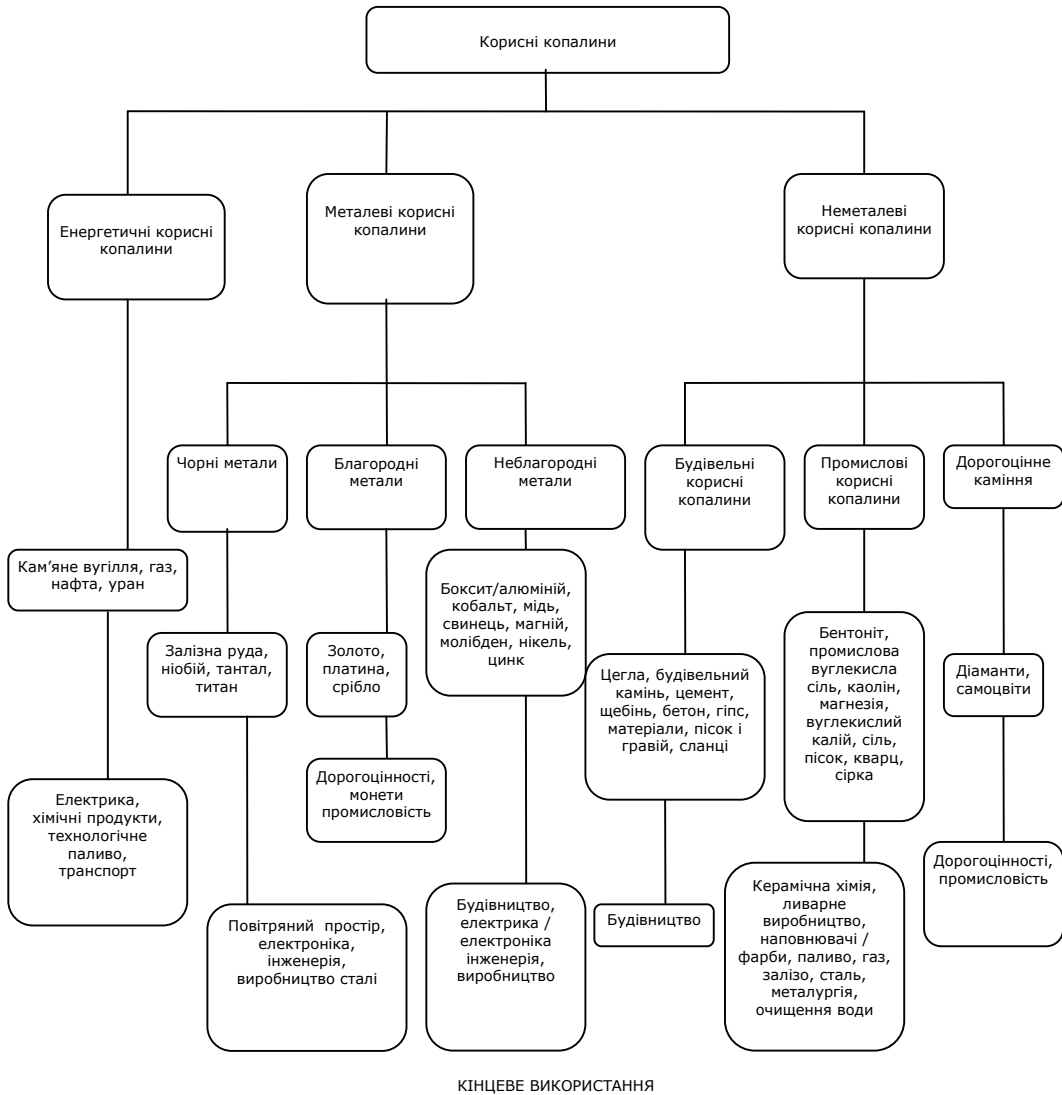 Корисні копалини
Енергетичні корисні
копалини
Металеві корисні
копалини
Неметалеві
корисні копалини
Чорні метали
Благородні
метали
Неблагородні
метали
Будівельні
корисні
копалини
Промислові
корисні
копалини
Дорогоцінне
каміння
Кам’яне вугілля, газ,
нафта, уран
Залізна руда,
ніобій, тантал,
титан
Золото,
платина,
срібло
Боксит/алюміній,
кобальт, мідь,
свинець, магній,
молібден, нікель,
цинк
Цегла, будівельний
камінь, цемент,
щебінь, бетон, гіпс,
матеріали, пісок і
гравій, сланці
Бентоніт,
промислова
вуглекисла
сіль, каолін,
магнезія,
вуглекислий
калій, сіль,
пісок, кварц,
сірка
Діаманти,
самоцвіти
Електрика,
хімічні продукти,
технологічне
паливо,
транспорт
Повітряний простір,
електроніка,
інженерія,
виробництво сталі
Дорогоцінності,
монети
промисловість
Будівництво,
електрика /
електроніка
інженерія,
виробництво
Будівництво
Керамічна хімія,
ливарне
виробництво,
наповнювачі /
фарби, паливо, газ,
залізо, сталь,
металургія,
очищення води
Дорогоцінності,
промисловість
КІНЦЕВЕ ВИКОРИСТАННЯ